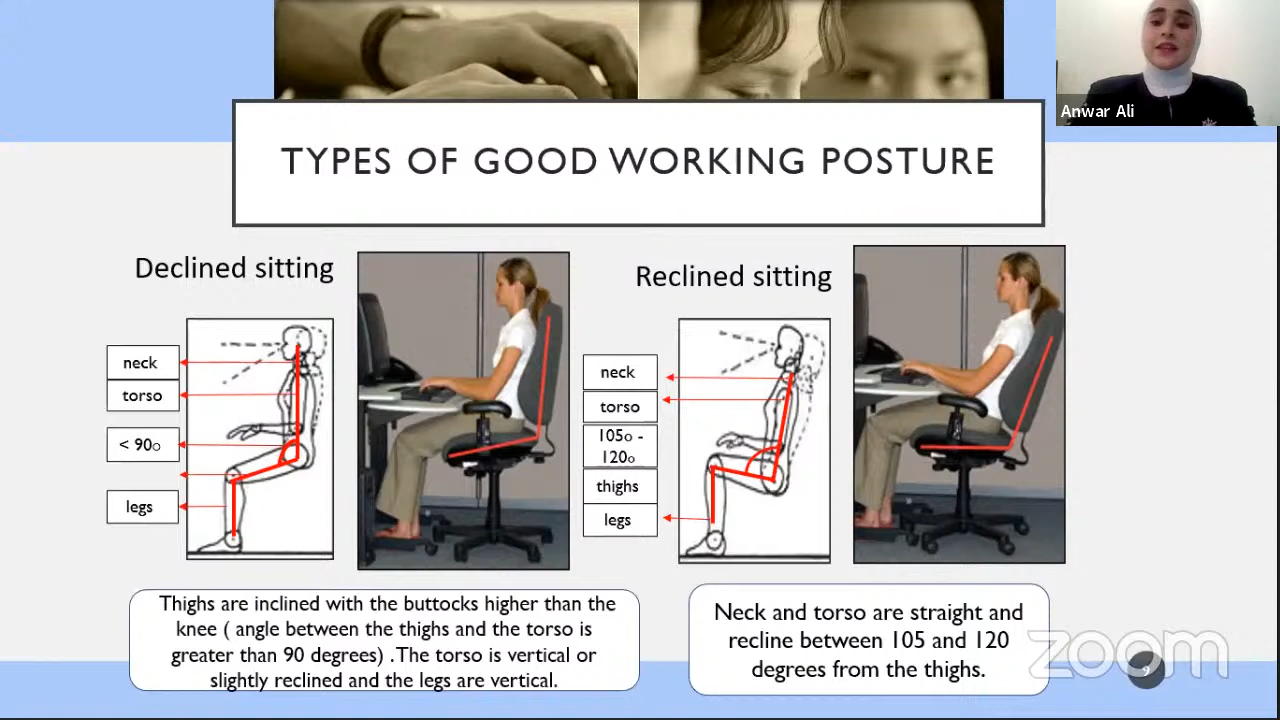 Anwar Ali
TYPES OF GOOD WORKING POSTURE
Declined sitting
neck
torso
< 90o
legs
Reclined sitting
neck
torso
105o -
120o
thighs
legs
Thighs are inclined with the buttocks higher than the
knee ( angle between the thighs and the torso is
greater than 90 degrees) .The torso is vertical or
slightly reclined and the legs are vertical.
Neck and torso are straight and
recline between 105 and 120
degrees from the thighs.
zoom
9